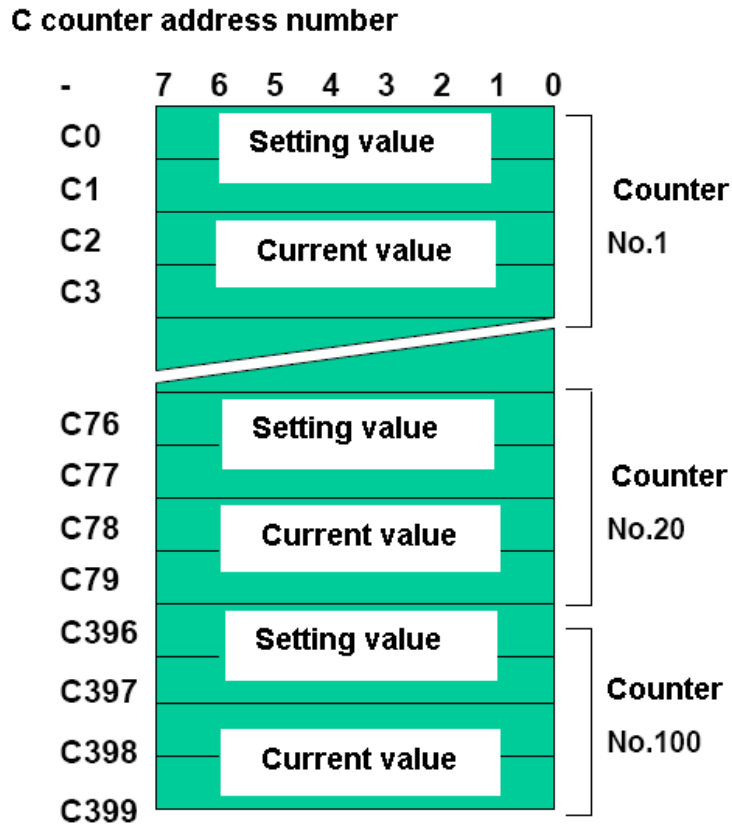 C counter address number
- 7 6 5 4 3 2 1 0
C0 Setting value
C1 Counter
C2 Current value No.1
C3
C76 Setting value
C77 Counter
C78 Current value No.20
C79
C396 Setting value
C397 Counter
C398 Current value No.100
C399